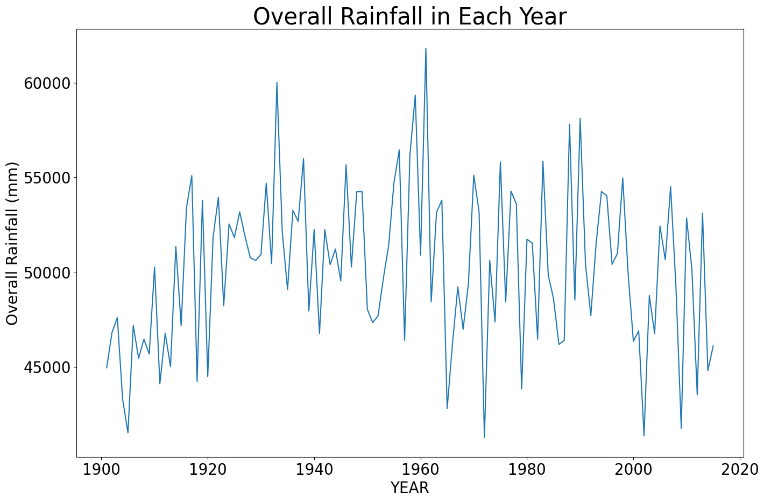 Overall Rainfall in Each Year
Overall Rainfall (mm)
60000
55000
50000
45000
1900 1920 1940 1960 1980 2000 2020
YEAR